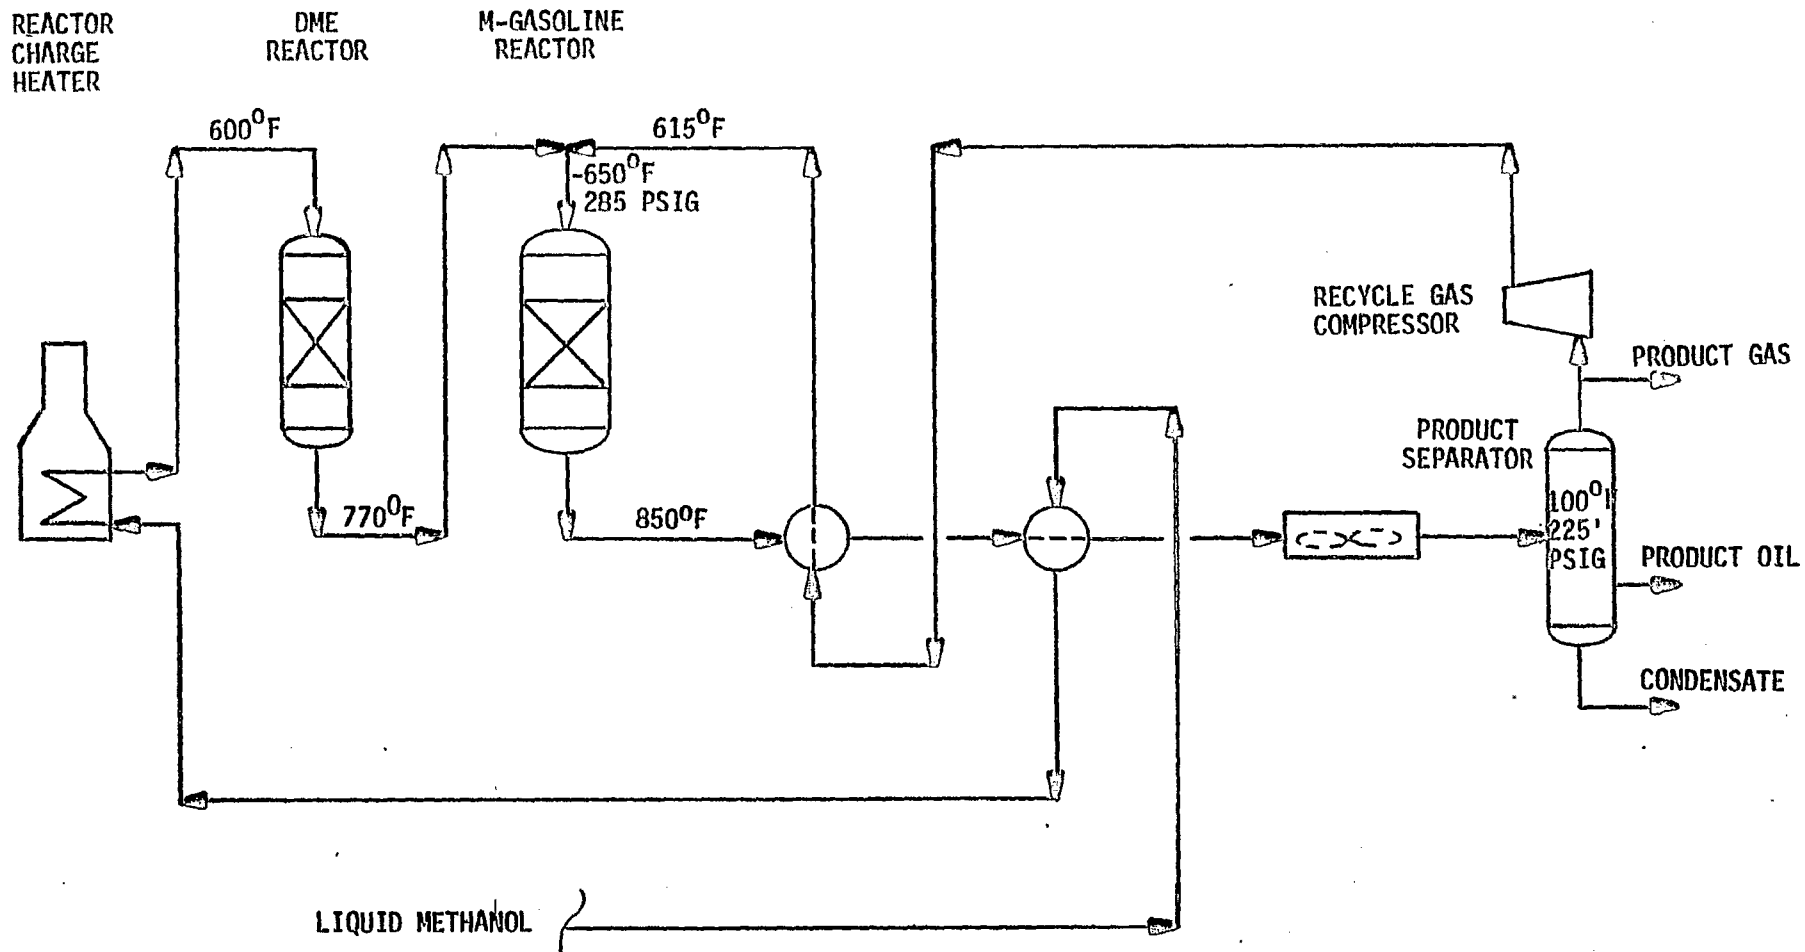 REACTOR
CHARGE
HEATER
DME
REACTOR
M-GASOLINE
REACTOR
600°F
615°F
-650°F
285 PSIG
RECYCLE GAS
COMPRESSOR
PRODUCT GAS
PRODUCT
SEPARATOR
100°F
225'
PSIG
770°F
850°F
PRODUCT OIL
CONDENSATE
LIQUID METHANOL